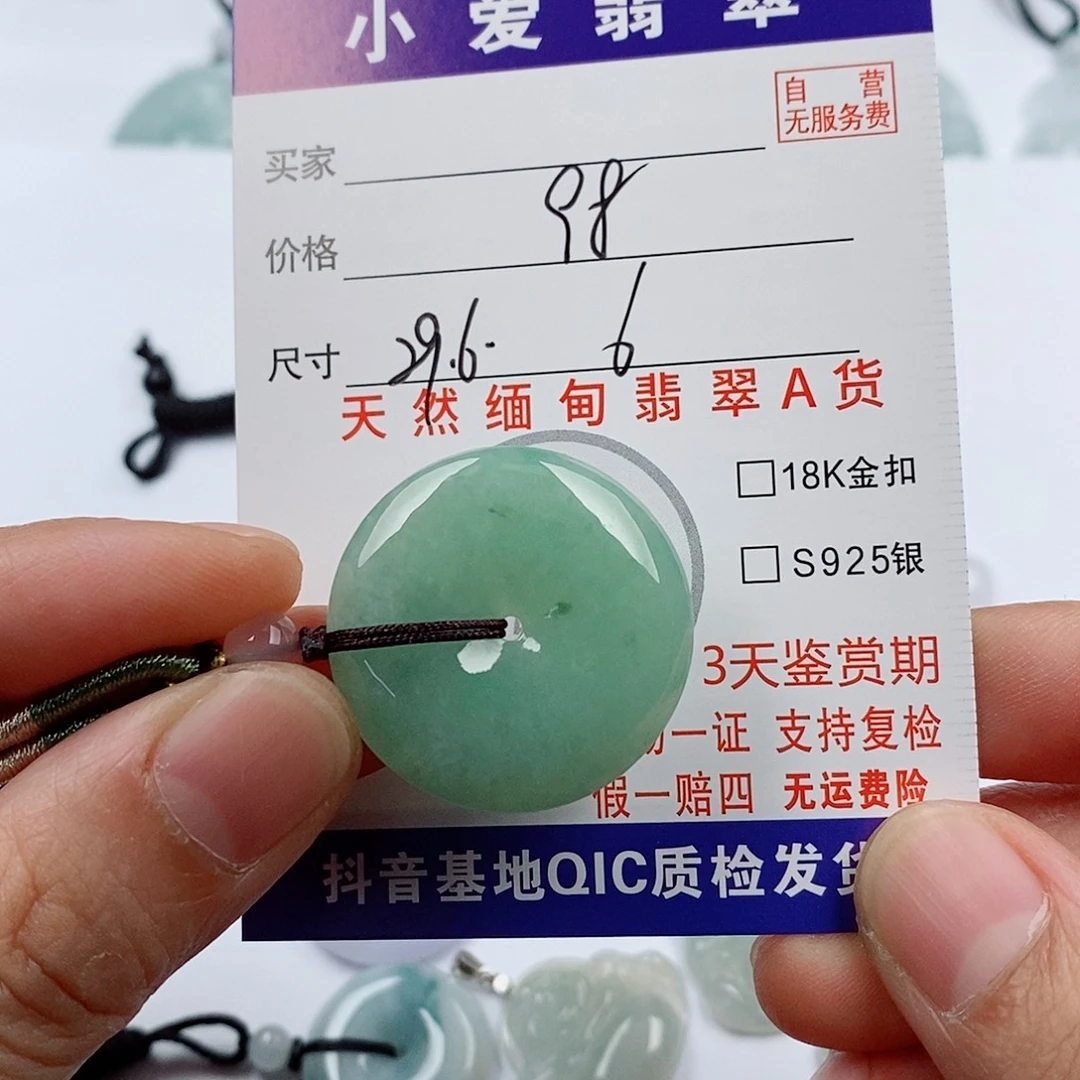 小爱翡翠
自营
无服务费
买家
价格 98
尺寸 29.6 6
天然缅甸翡翠A货
18K金扣
S925银
3天鉴赏期
一证 支持复检
假一赔四 无运费险
抖音基地QIC质检发货